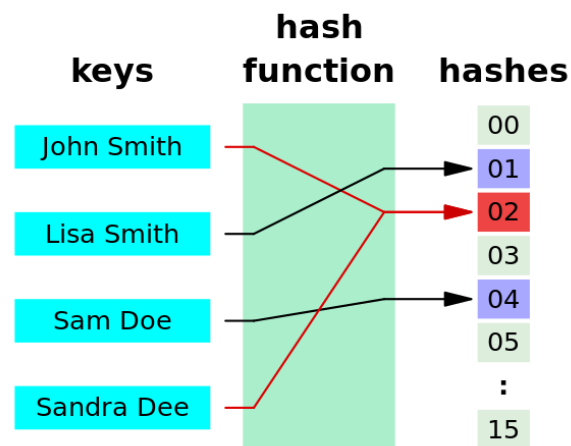 keys
hash
function
hashes
John Smith
Lisa Smith
Sam Doe
Sandra Dee
00
01
02
03
04
05
:
15